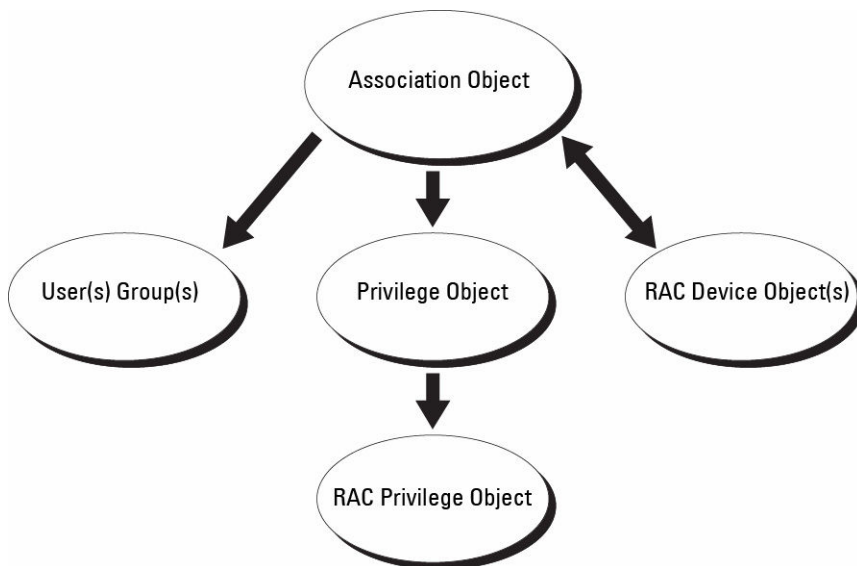 Association Object
User(s) Group(s)
Privilege Object
RAC Device Object(s)
RAC Privilege Object